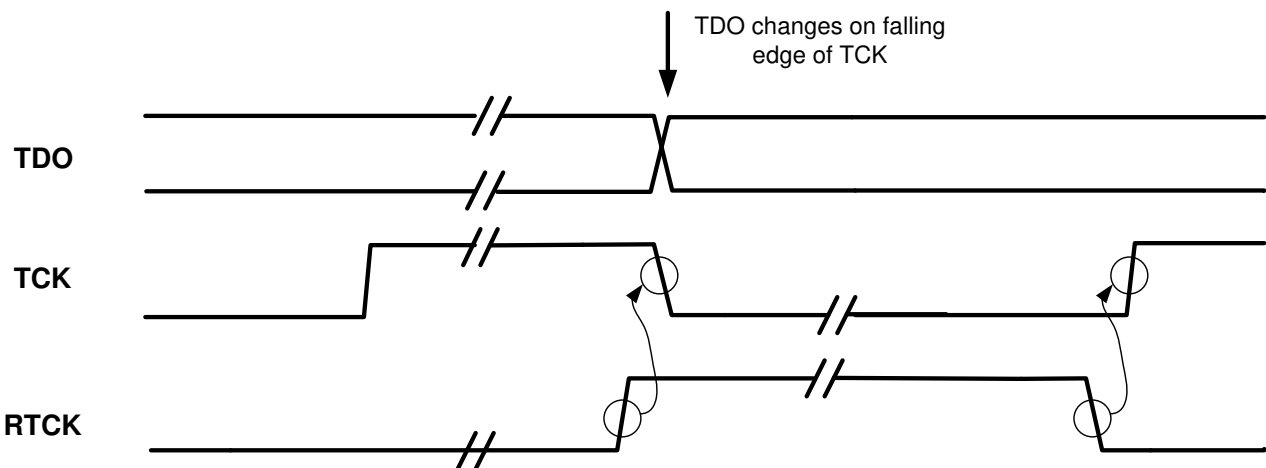 TDO changes on falling
edge of TCK
TDO
TCK
RTCK